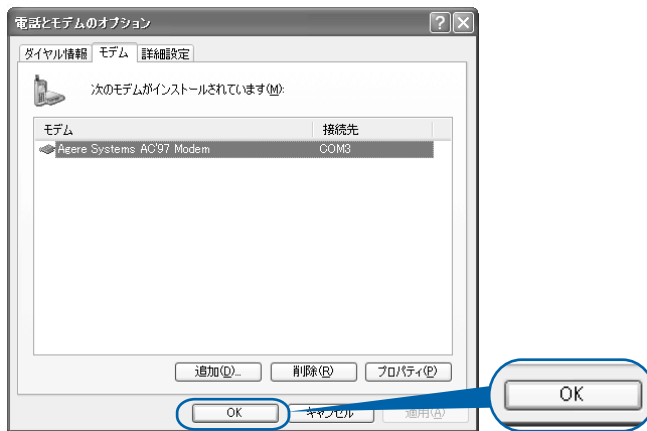 電話とモデムのオプション
ダイヤル情報 モデム 詳細設定
次のモデムがインストールされています(M):
モデム 接続先
Agere Systems AC'97 Modem COM3
追加(D)... 削除(R) プロパティ(P)
OK キャンセル 適用(A)
OK